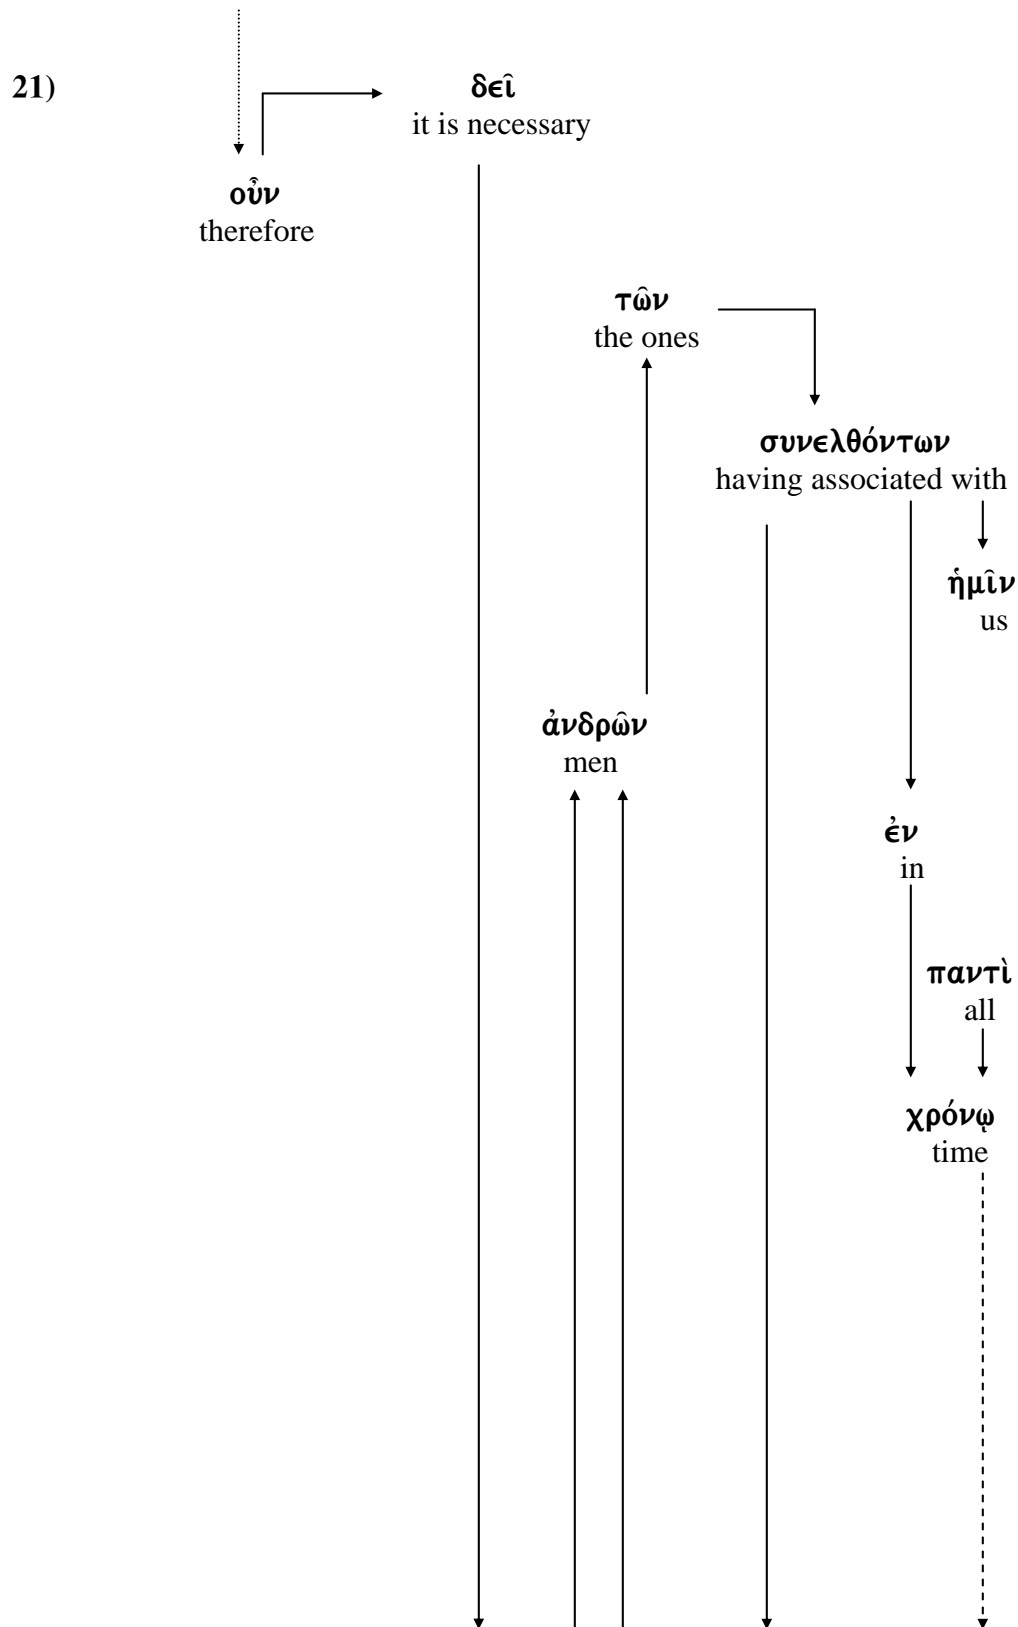 21)
δεῖ
it is necessary
οὖν
therefore
τῶν
the ones
συνελθόντων
having associated with
ἡμῖν
us
ἀνδρῶν
men
ἐν
in
παντὶ
all
χρόνῳ
time